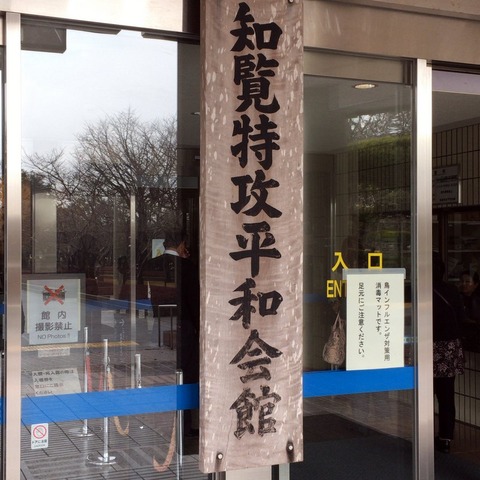 知覧特攻平和会館
入口
館内
撮影禁止
NO Photos!!
鳥インフルエンザ対策用
消毒マットです。
足元にご注意ください。